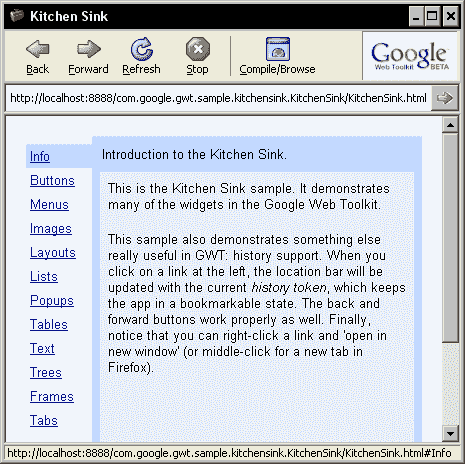 Kitchen Sink
Back Forward Refresh Stop Compile/Browse
Google
Web Toolkit BETA
http://localhost:8888/com.google.gwt.sample.kitchensink.KitchenSink/KitchenSink.html
Info
Buttons
Menus
Images
Layouts
Lists
Popups
Tables
Text
Trees
Frames
Tabs
Introduction to the Kitchen Sink.
This is the Kitchen Sink sample. It demonstrates
many of the widgets in the Google Web Toolkit.
This sample also demonstrates something else
really useful in GWT: history support. When you
click on a link at the left, the location bar will be
updated with the current history token, which keeps
the app in a bookmarkable state. The back and
forward buttons work properly as well. Finally,
notice that you can right-click a link and 'open in
new window' (or middle-click for a new tab in
Firefox).
http://localhost:8888/com.google.gwt.sample.kitchensink.KitchenSink/KitchenSink.html#Info